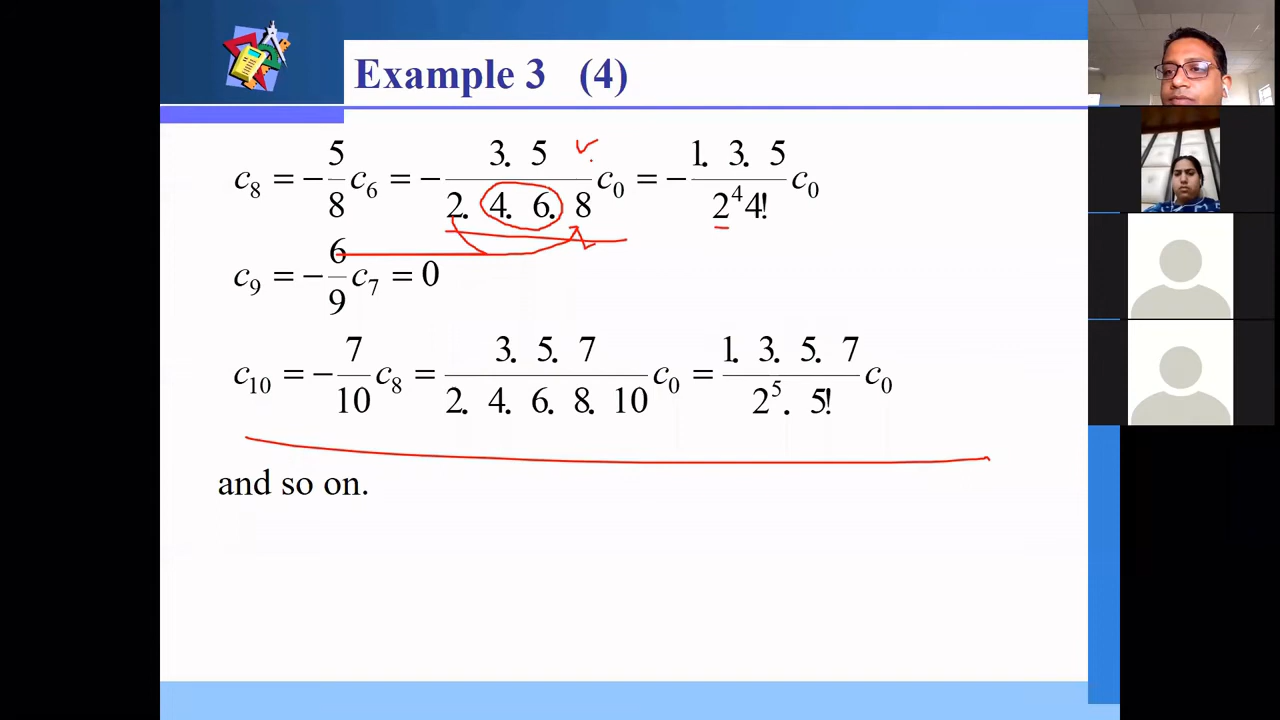 Example 3 (4)
c₈ = −5/8 c₆ = −(3. 5)/(2. 4. 6. 8) c₀ = −(1. 3. 5)/(2⁴4!) c₀
c₉ = −6/9 c₇ = 0
c₁₀ = −7/10 c₈ = (3. 5. 7)/(2. 4. 6. 8. 10) c₀ = (1. 3. 5. 7)/(2⁵. 5!) c₀
and so on.